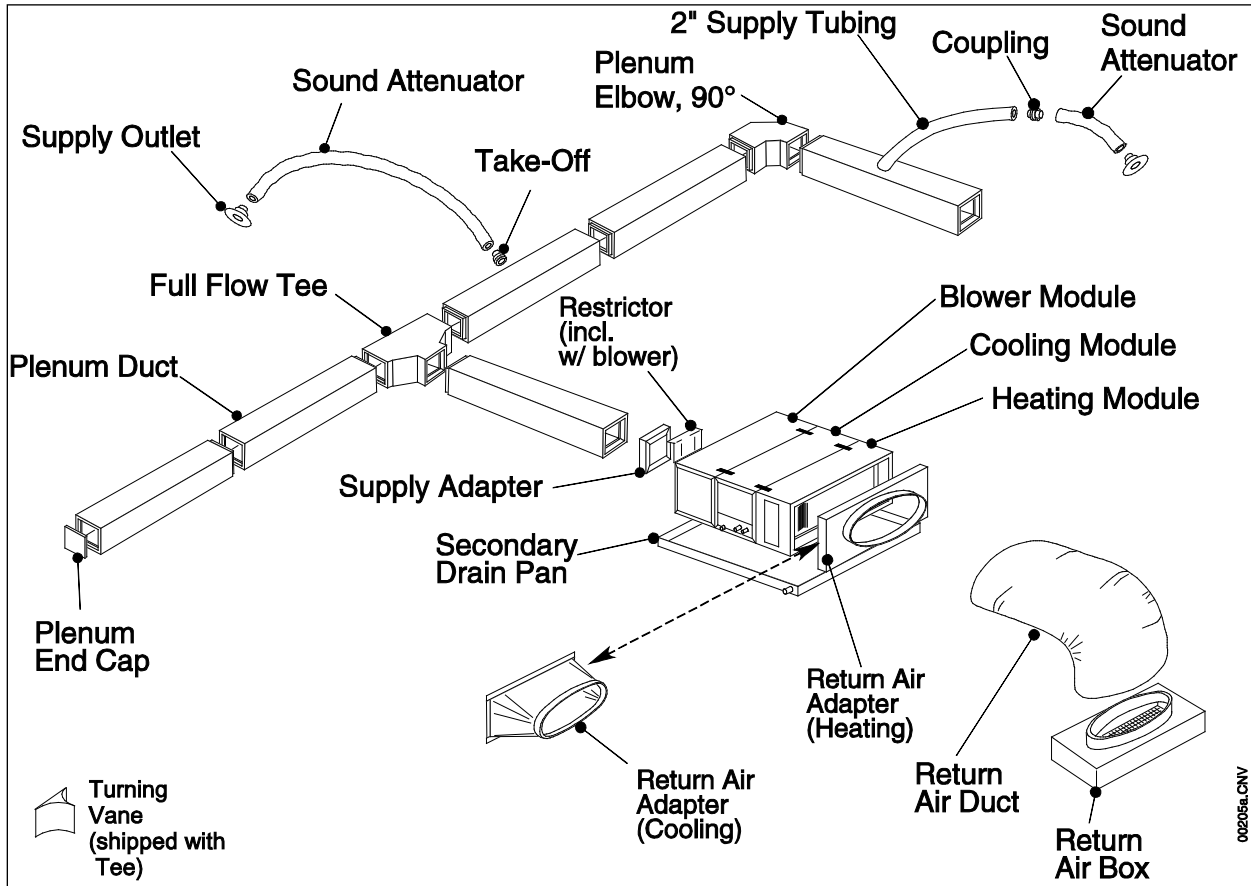 2" Supply Tubing
Coupling
Sound
Attenuator
Plenum
Elbow, 90°
Sound Attenuator
Supply Outlet
Take-Off
Full Flow Tee
Restrictor
(incl.
w/ blower)
Blower Module
Cooling Module
Heating Module
Plenum Duct
Supply Adapter
Secondary
Drain Pan
Plenum
End Cap
Return Air
Adapter
(Heating)
Return Air
Adapter
(Cooling)
Return
Air Duct
Return
Air Box
Turning
Vane
(shipped with
Tee)
00205a.CNV